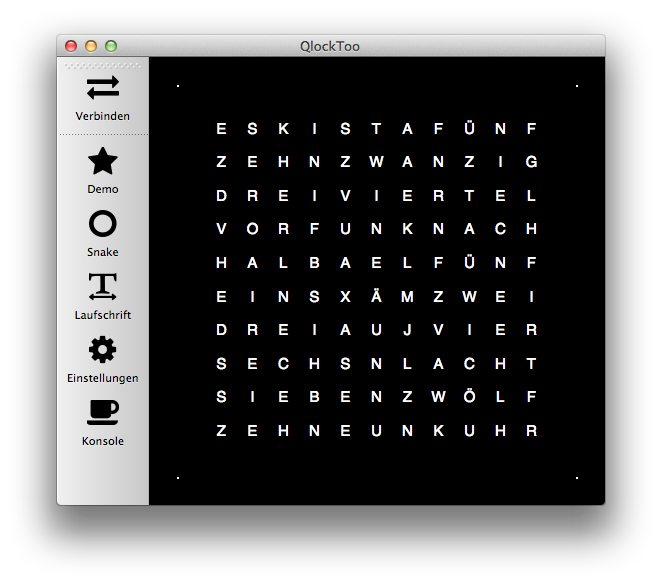 QlockToo
Verbinden
Demo
Snake
Laufschrift
Einstellungen
Konsole
E S K I S T A F Ü N F
Z E H N Z W A N Z I G
D R E I V I E R T E L
V O R F U N K N A C H
H A L B A E L F Ü N F
E I N S X Ä M Z W E I
D R E I A U J V I E R
S E C H S N L A C H T
S I E B E N Z W Ö L F
Z E H N E U N K U H R